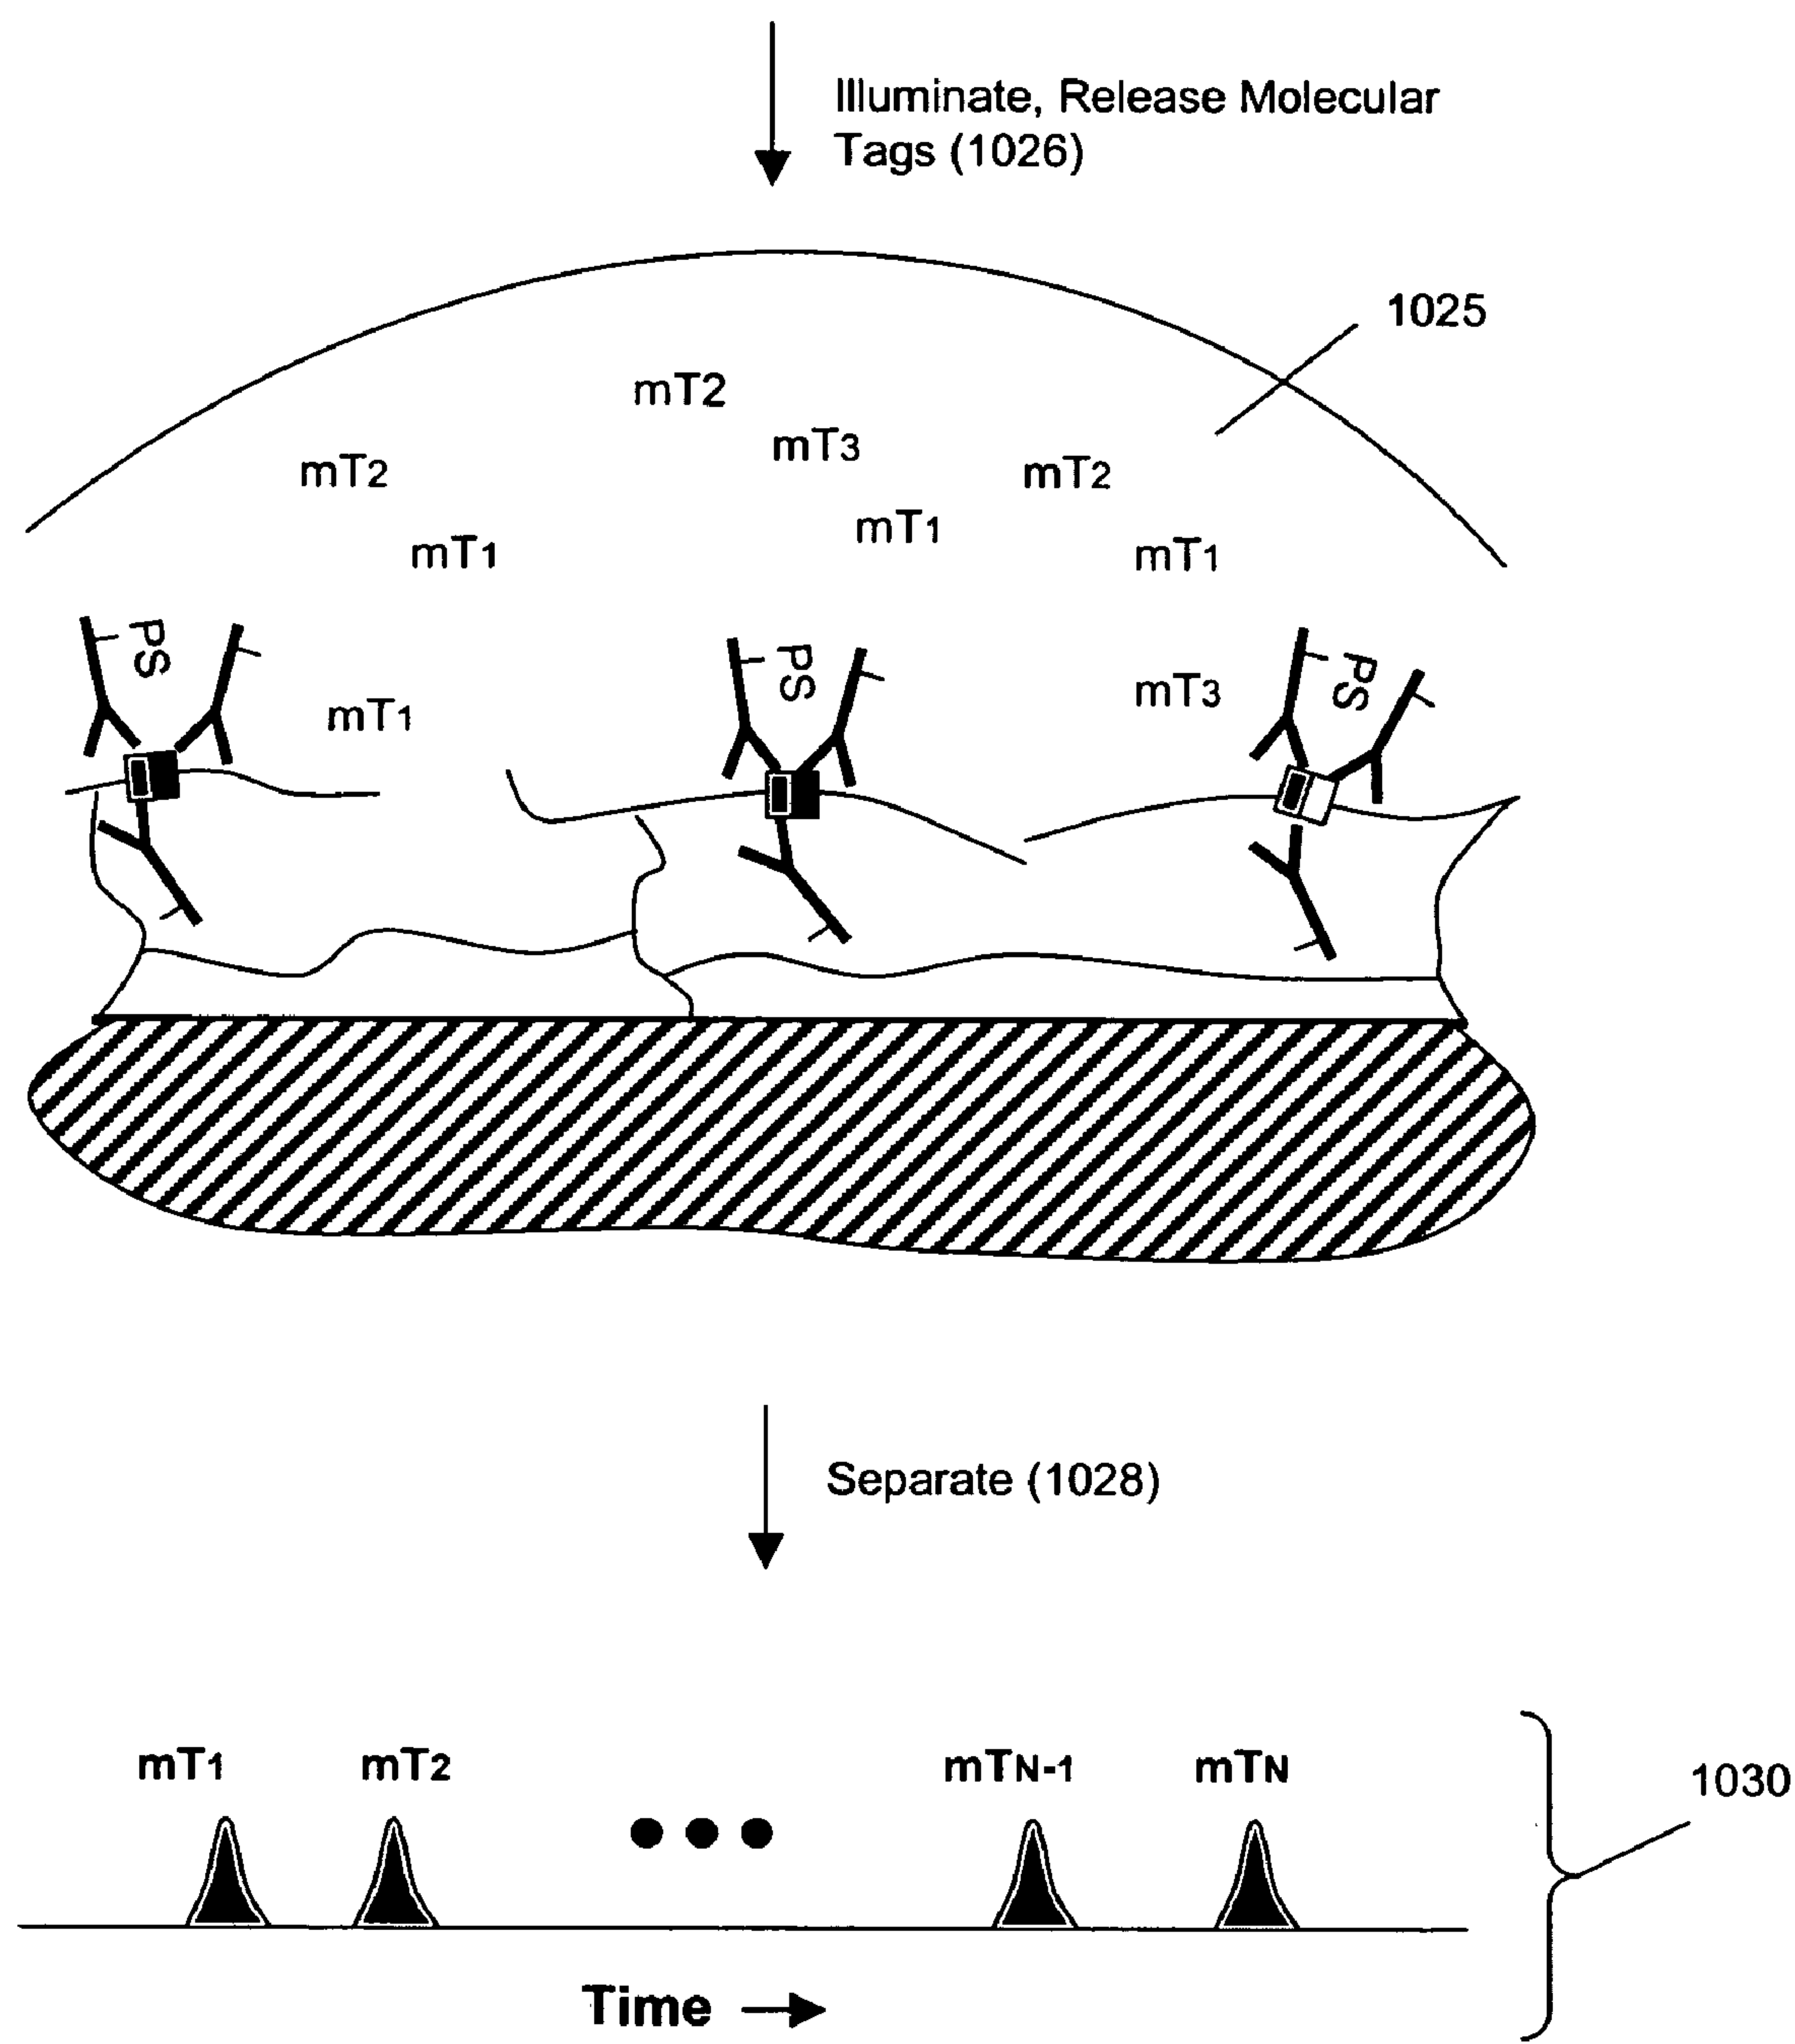 Illuminate, Release Molecular
Tags (1026)
1025
mT2
mT3
mT2
mT2
mT1
mT1
mT1
PS
PS
PS
mT1
mT3
Separate (1028)
mT1 mT2 mTN-1 mTN
1030
Time